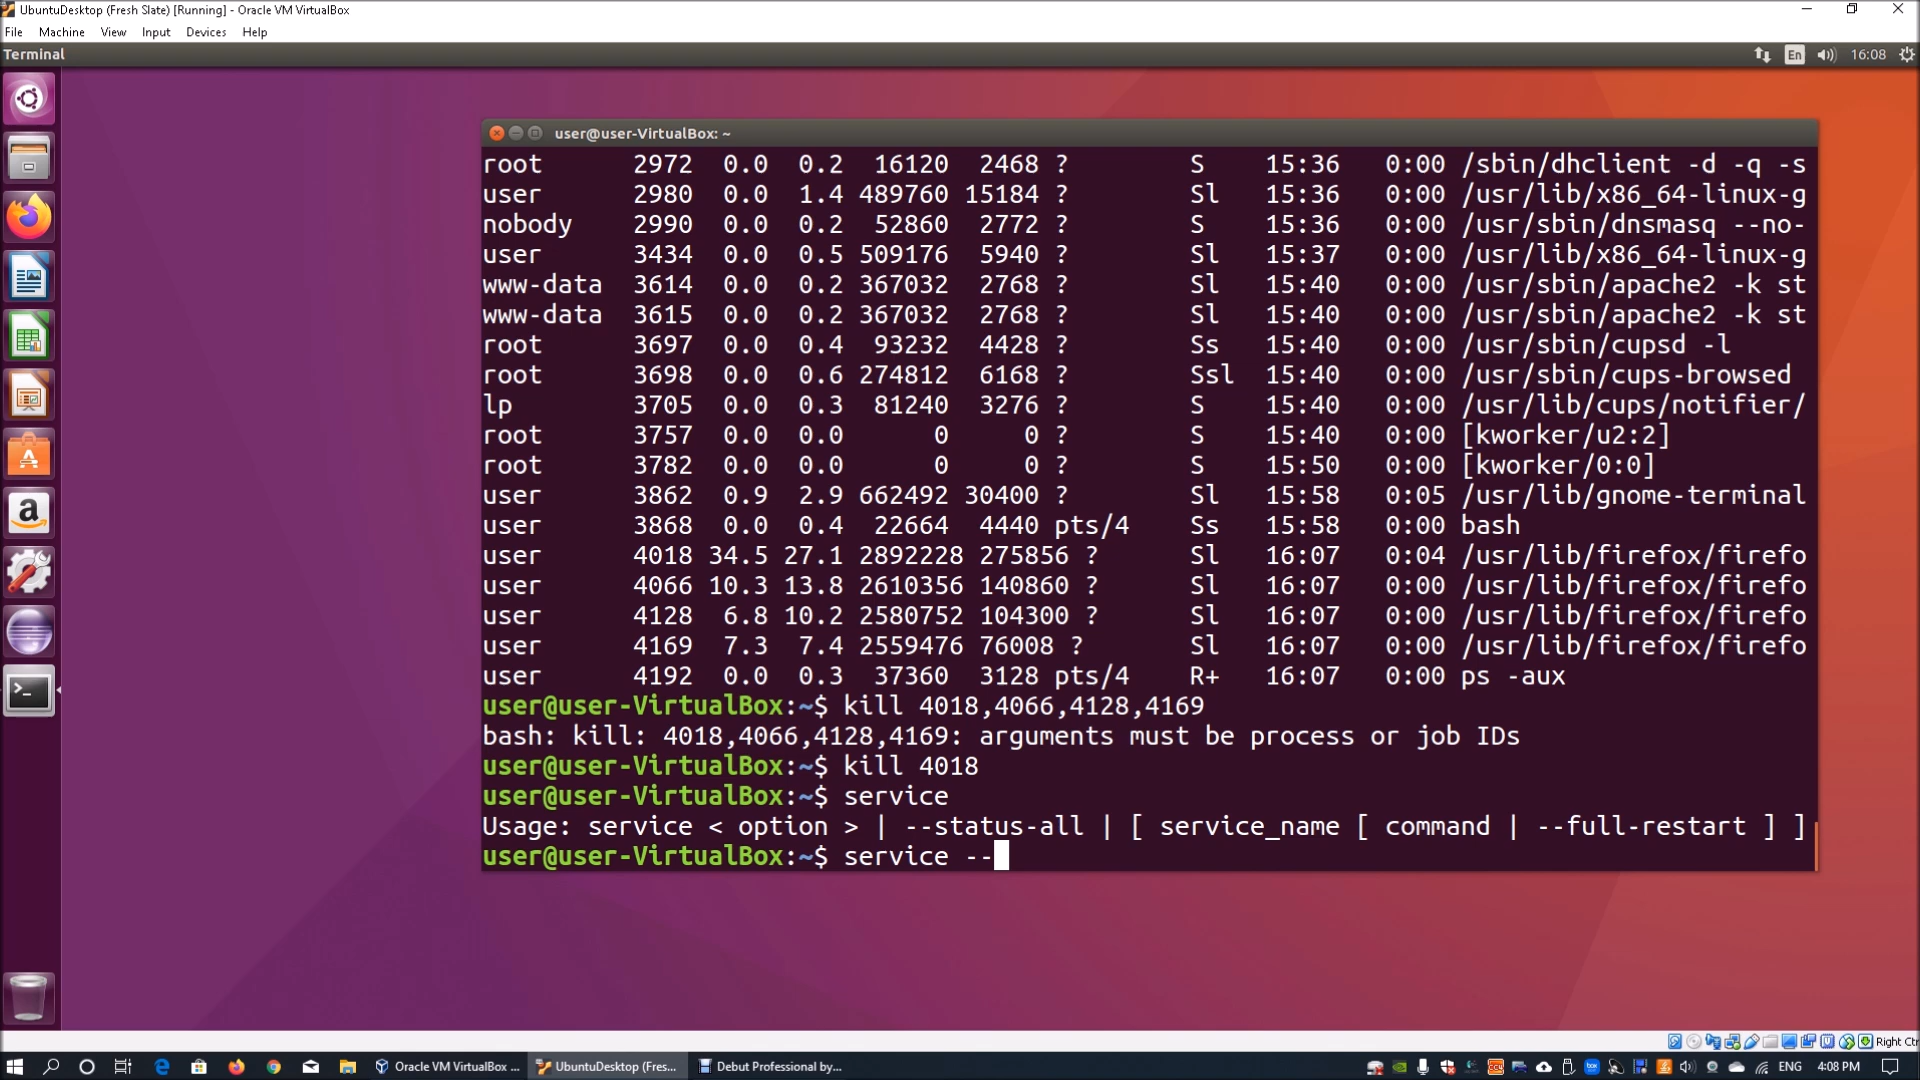 UbuntuDesktop (Fresh Slate) [Running] - Oracle VM VirtualBox
File Machine View Input Devices Help
Terminal
En 16:08
user@user-VirtualBox: ~
root 2972 0.0 0.2 16120 2468 ? S 15:36 0:00 /sbin/dhclient -d -q -s
user 2980 0.0 1.4 489760 15184 ? Sl 15:36 0:00 /usr/lib/x86_64-linux-g
nobody 2990 0.0 0.2 52860 2772 ? S 15:36 0:00 /usr/sbin/dnsmasq --no-
user 3434 0.0 0.5 509176 5940 ? Sl 15:37 0:00 /usr/lib/x86_64-linux-g
www-data 3614 0.0 0.2 367032 2768 ? Sl 15:40 0:00 /usr/sbin/apache2 -k st
www-data 3615 0.0 0.2 367032 2768 ? Sl 15:40 0:00 /usr/sbin/apache2 -k st
root 3697 0.0 0.4 93232 4428 ? Ss 15:40 0:00 /usr/sbin/cupsd -l
root 3698 0.0 0.6 274812 6168 ? Ssl 15:40 0:00 /usr/sbin/cups-browsed
lp 3705 0.0 0.3 81240 3276 ? S 15:40 0:00 /usr/lib/cups/notifier/
root 3757 0.0 0.0 0 0 ? S 15:40 0:00 [kworker/u2:2]
root 3782 0.0 0.0 0 0 ? S 15:50 0:00 [kworker/0:0]
user 3862 0.9 2.9 662492 30400 ? Sl 15:58 0:05 /usr/lib/gnome-terminal
user 3868 0.0 0.4 22664 4440 pts/4 Ss 15:58 0:00 bash
user 4018 34.5 27.1 2892228 275856 ? Sl 16:07 0:04 /usr/lib/firefox/firefo
user 4066 10.3 13.8 2610356 140860 ? Sl 16:07 0:00 /usr/lib/firefox/firefo
user 4128 6.8 10.2 2580752 104300 ? Sl 16:07 0:00 /usr/lib/firefox/firefo
user 4169 7.3 7.4 2559476 76008 ? Sl 16:07 0:00 /usr/lib/firefox/firefo
user 4192 0.0 0.3 37360 3128 pts/4 R+ 16:07 0:00 ps -aux
user@user-VirtualBox:~$ kill 4018,4066,4128,4169
bash: kill: 4018,4066,4128,4169: arguments must be process or job IDs
user@user-VirtualBox:~$ kill 4018
user@user-VirtualBox:~$ service
Usage: service < option > | --status-all | [ service_name [ command | --full-restart ] ]
user@user-VirtualBox:~$ service --
Right Ctr
Oracle VM VirtualBox ... UbuntuDesktop (Fres... Debut Professional by... ENG 4:08 PM